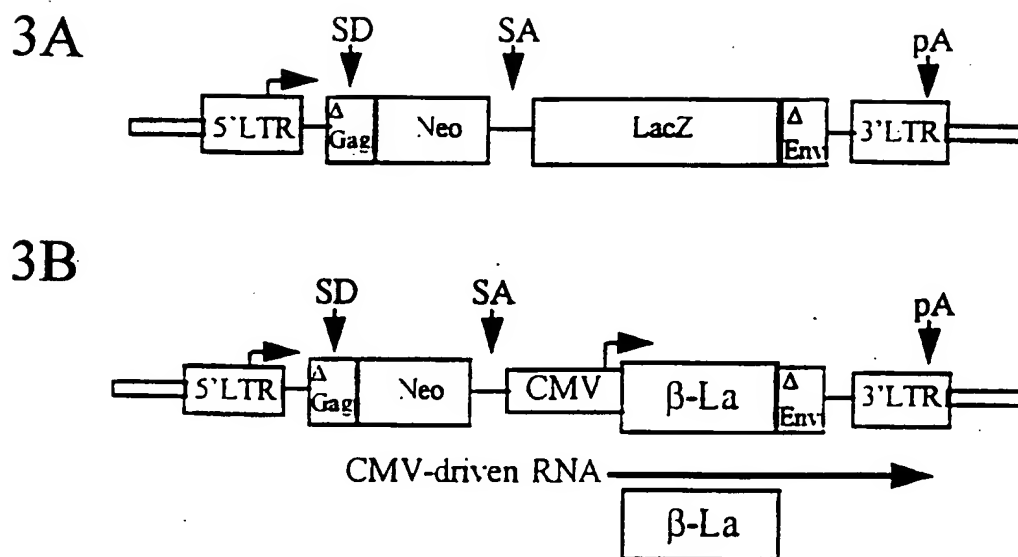 3A
SD SA pA
5'LTR Δ Gag Neo LacZ Δ Env 3'LTR
3B
SD SA pA
5'LTR Δ Gag Neo CMV β-La Δ Env 3'LTR
CMV-driven RNA
β-La